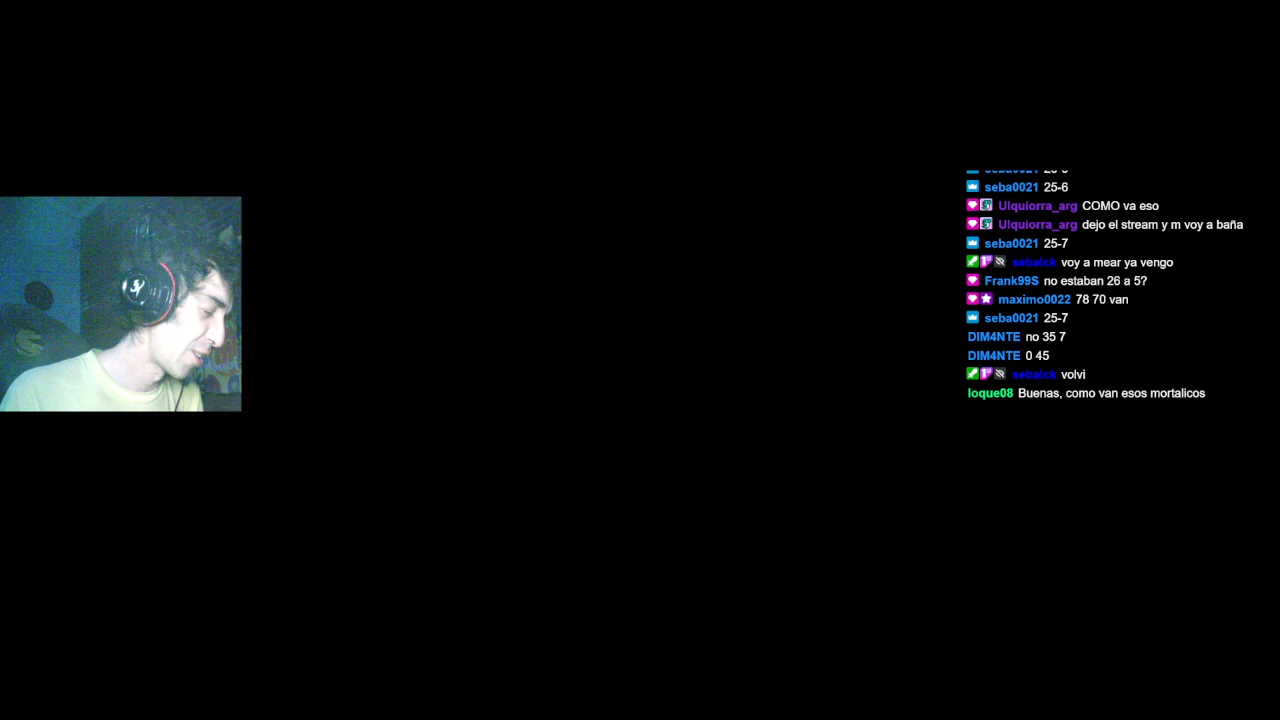 seba0021 25-6
Ulquiorra_arg COMO va eso
Ulquiorra_arg dejo el stream y m voy a baña
seba0021 25-7
sebalck voy a mear ya vengo
Frank99S no estaban 26 a 5?
maximo0022 78 70 van
seba0021 25-7
DIM4NTE no 35 7
DIM4NTE 0 45
sebalck volvi
loque08 Buenas, como van esos mortalicos